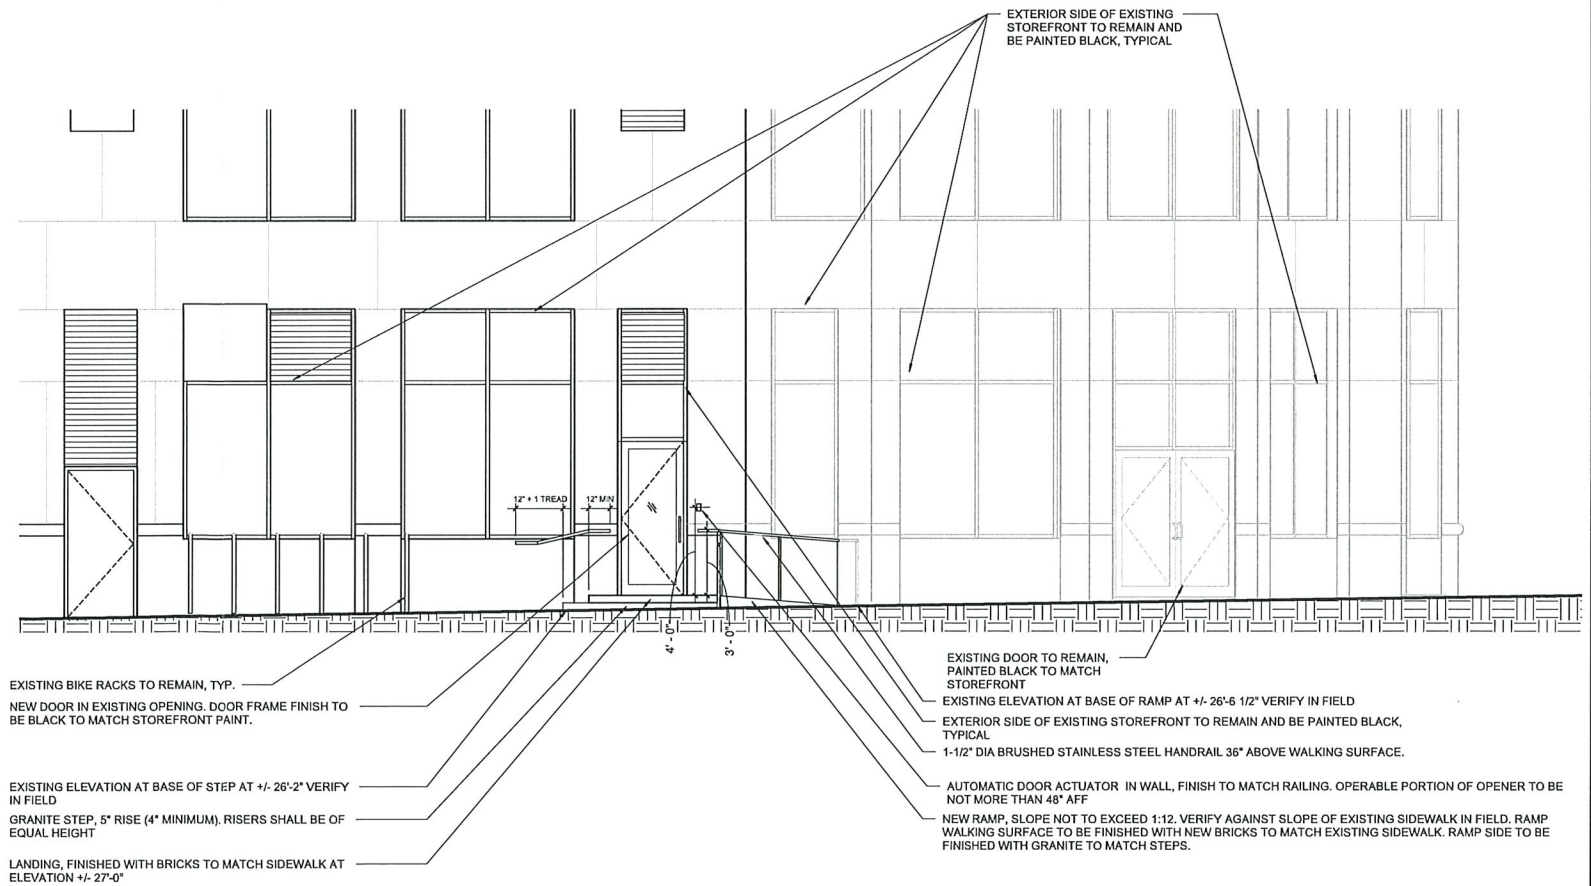 EXTERIOR SIDE OF EXISTING
STOREFRONT TO REMAIN AND
BE PAINTED BLACK, TYPICAL
12" + 1 TREAD
12" MIN
4' - 0"
3' - 0"
EXISTING BIKE RACKS TO REMAIN, TYP.
NEW DOOR IN EXISTING OPENING. DOOR FRAME FINISH TO
BE BLACK TO MATCH STOREFRONT PAINT.
EXISTING ELEVATION AT BASE OF STEP AT +/- 26'-2" VERIFY
IN FIELD
GRANITE STEP, 5" RISE (4" MINIMUM). RISERS SHALL BE OF
EQUAL HEIGHT
LANDING, FINISHED WITH BRICKS TO MATCH SIDEWALK AT
ELEVATION +/- 27'-0"
EXISTING DOOR TO REMAIN,
PAINTED BLACK TO MATCH
STOREFRONT
EXISTING ELEVATION AT BASE OF RAMP AT +/- 26'-6 1/2" VERIFY IN FIELD
EXTERIOR SIDE OF EXISTING STOREFRONT TO REMAIN AND BE PAINTED BLACK,
TYPICAL
1-1/2" DIA BRUSHED STAINLESS STEEL HANDRAIL 36" ABOVE WALKING SURFACE.
AUTOMATIC DOOR ACTUATOR IN WALL, FINISH TO MATCH RAILING. OPERABLE PORTION OF OPENER TO BE
NOT MORE THAN 48" AFF
NEW RAMP, SLOPE NOT TO EXCEED 1:12. VERIFY AGAINST SLOPE OF EXISTING SIDEWALK IN FIELD. RAMP
WALKING SURFACE TO BE FINISHED WITH NEW BRICKS TO MATCH EXISTING SIDEWALK. RAMP SIDE TO BE
FINISHED WITH GRANITE TO MATCH STEPS.